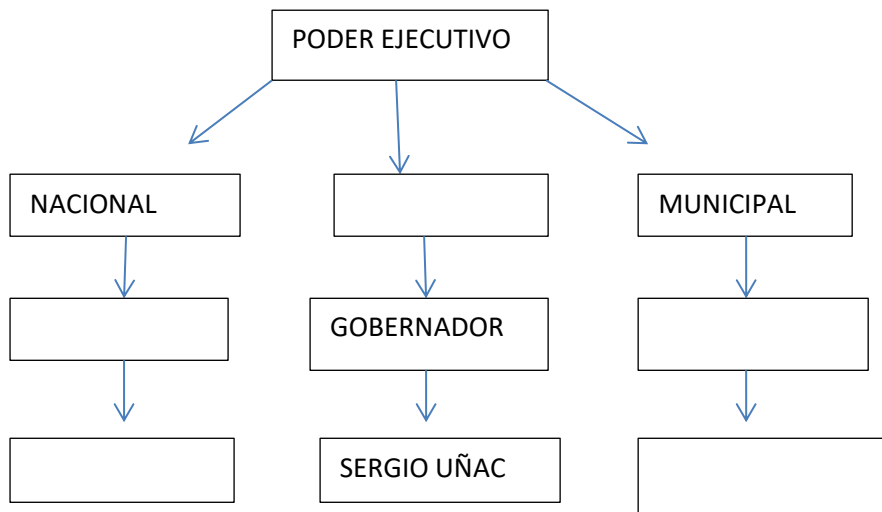 PODER EJECUTIVO
NACIONAL
MUNICIPAL
GOBERNADOR
SERGIO UÑAC